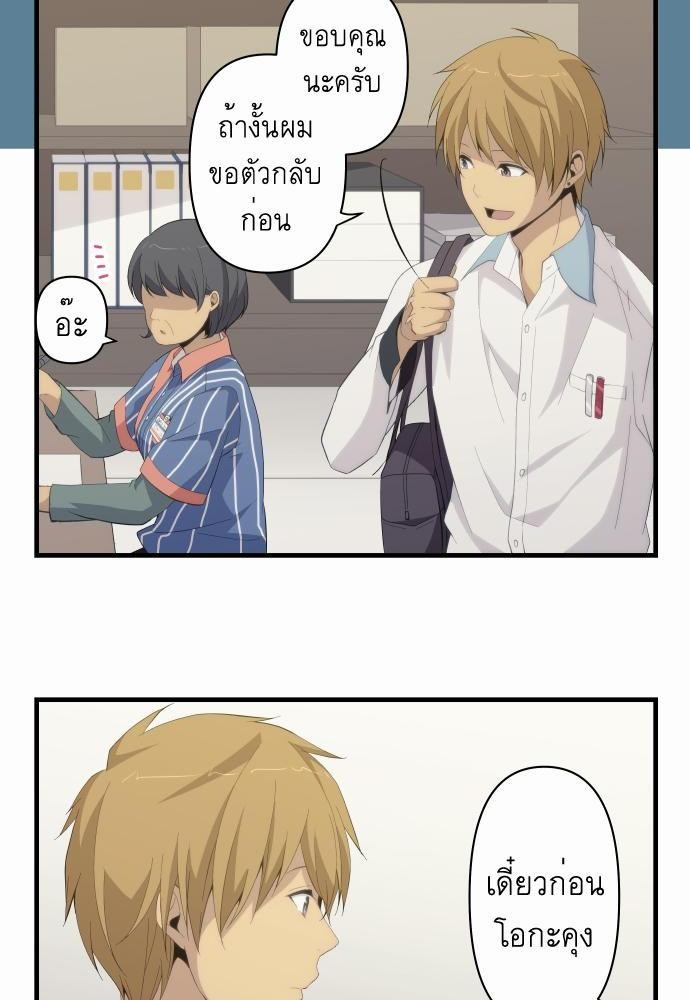 ขอบคุณ
นะครับ
ถ้างั้นผม
ขอตัวกลับ
ก่อน
อ๊ะ
เดี๋ยวก่อน
โอกะคุง